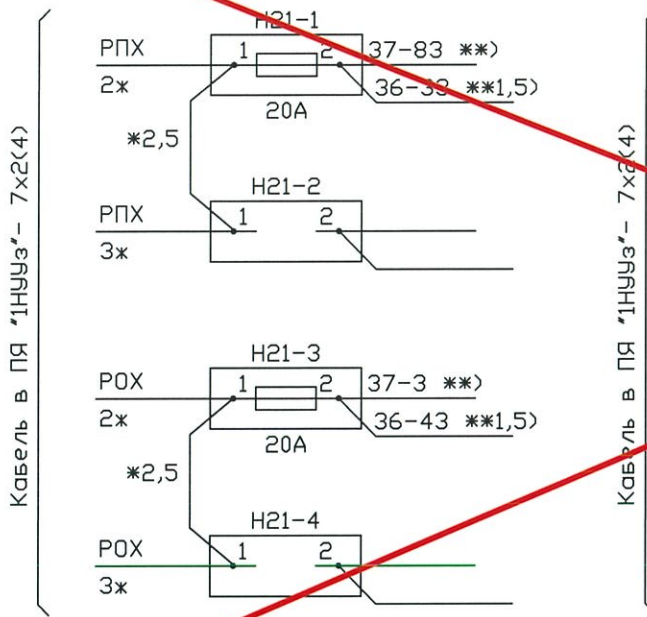 Кабель в ПЯ "1НУУз"- 7х2(4)
Н21-1
РПХ
1
2
37-83 **)
2ж
36-33 **1,5)
20А
*2,5
Н21-2
РПХ
1
2
3ж
Н21-3
РОХ
1
2
37-3 **)
2ж
36-43 **1,5)
20А
*2,5
Н21-4
РОХ
1
2
3ж
Кабель в ПЯ "1НУУз"- 7х2(4)